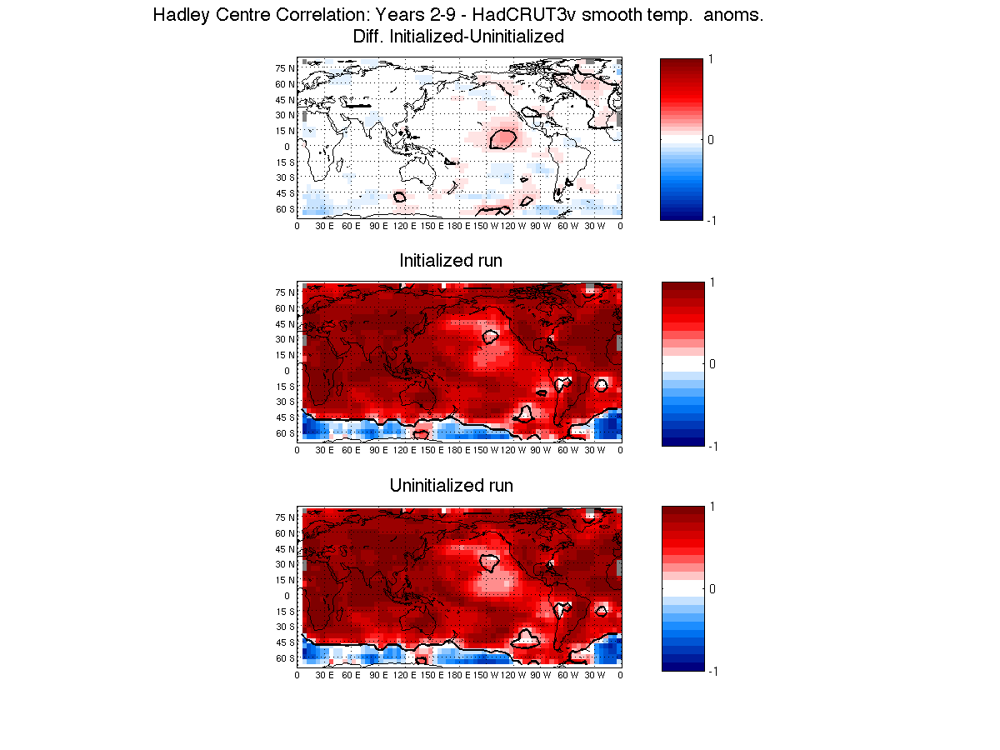 Hadley Centre Correlation: Years 2-9 - HadCRUT3v smooth temp. anoms.
Diff. Initialized-Uninitialized
75 N
60 N
45 N
30 N
15 N
0
15 S
30 S
45 S
60 S
0 30 E 60 E 90 E 120 E 150 E 180 E 150 W 120 W 90 W 60 W 30 W 0
1
0
-1
Initialized run
75 N
60 N
45 N
30 N
15 N
0
15 S
30 S
45 S
60 S
0 30 E 60 E 90 E 120 E 150 E 180 E 150 W 120 W 90 W 60 W 30 W 0
1
0
-1
Uninitialized run
75 N
60 N
45 N
30 N
15 N
0
15 S
30 S
45 S
60 S
0 30 E 60 E 90 E 120 E 150 E 180 E 150 W 120 W 90 W 60 W 30 W 0
1
0
-1